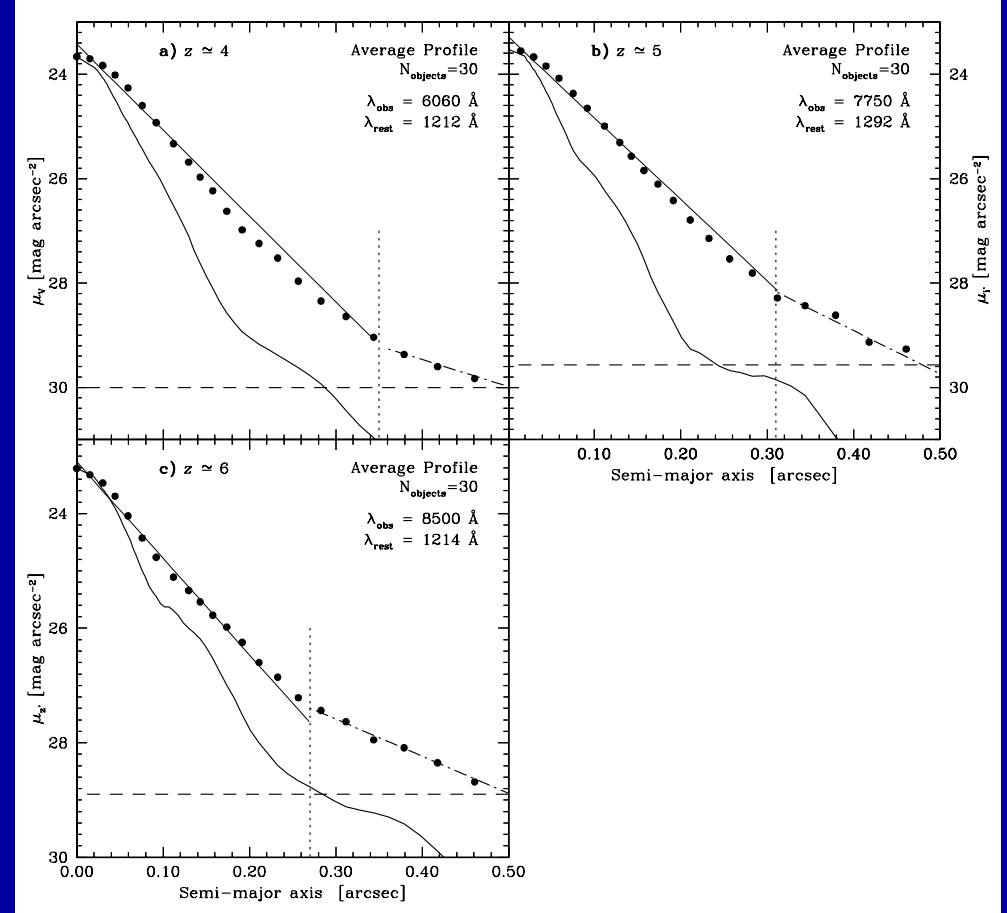 a) z ≃ 4
Average Profile
N_objects=30
λ_obs = 6060 Å
λ_rest = 1212 Å
24
26
28
30
μ_V [mag arcsec⁻²]
b) z ≃ 5
Average Profile
N_objects=30
λ_obs = 7750 Å
λ_rest = 1292 Å
24
26
28
30
μ_i' [mag arcsec⁻²]
0.10 0.20 0.30 0.40 0.50
Semi-major axis [arcsec]
c) z ≃ 6
Average Profile
N_objects=30
λ_obs = 8500 Å
λ_rest = 1214 Å
24
26
28
30
μ_z' [mag arcsec⁻²]
0.00 0.10 0.20 0.30 0.40 0.50
Semi-major axis [arcsec]